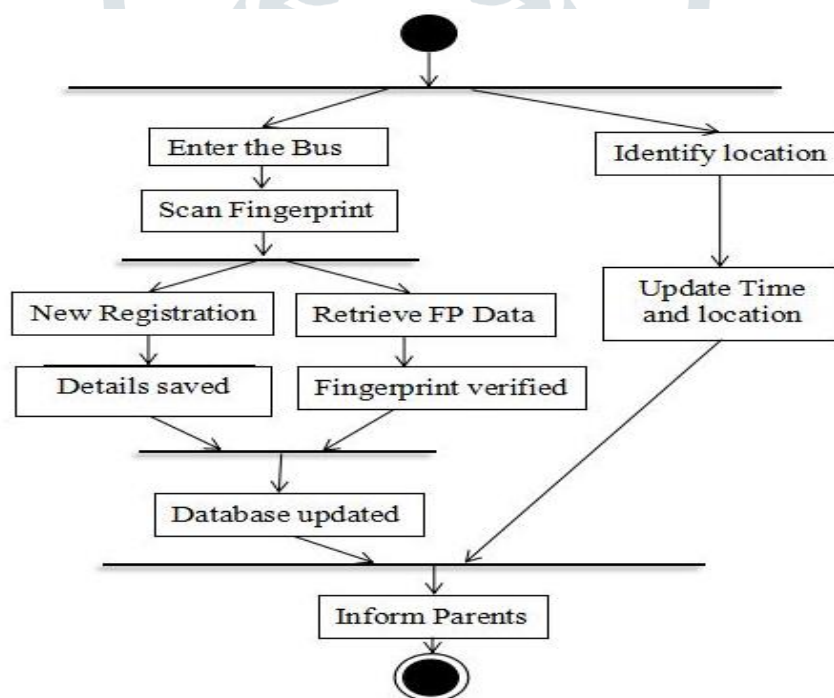 Enter the Bus
Identify location
Scan Fingerprint
New Registration
Retrieve FP Data
Update Time
and location
Details saved
Fingerprint verified
Database updated
Inform Parents